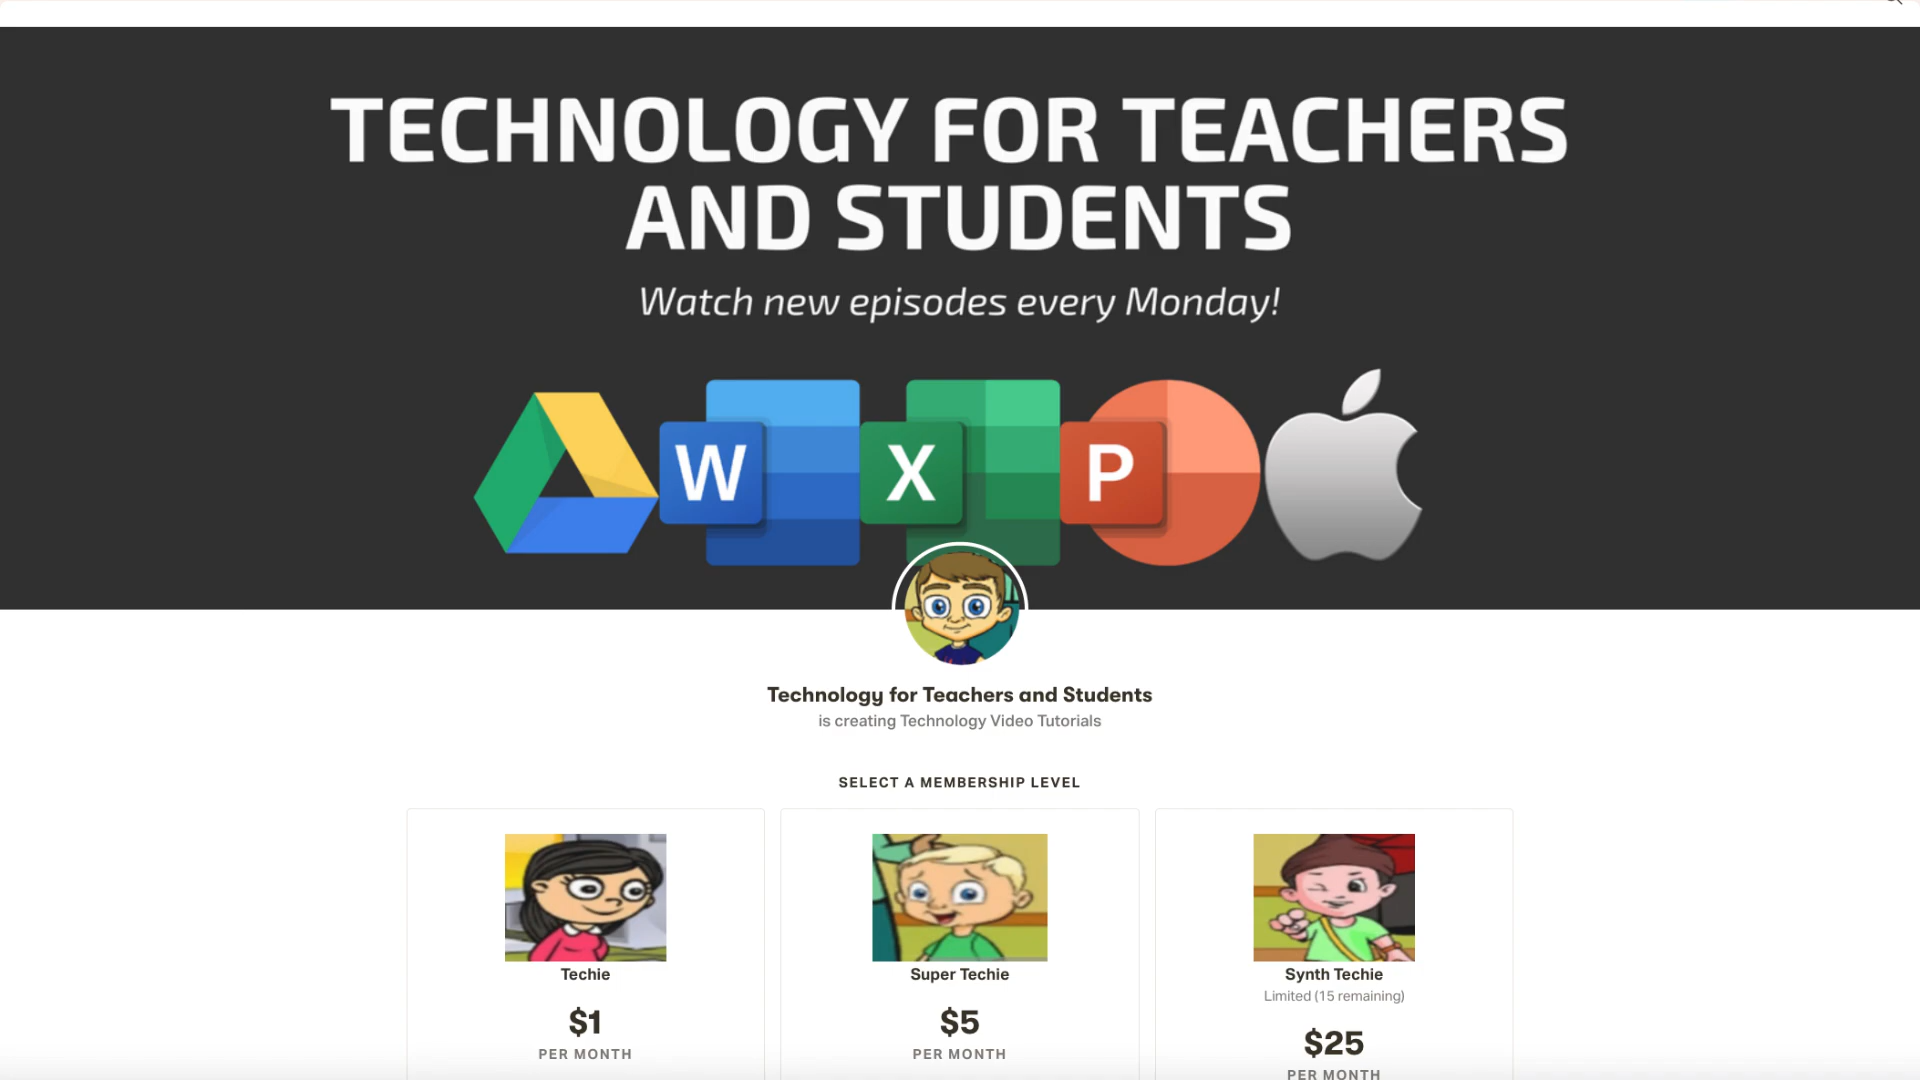 TECHNOLOGY FOR TEACHERS
AND STUDENTS
Watch new episodes every Monday!
W
X
P
Technology for Teachers and Students
is creating Technology Video Tutorials
SELECT A MEMBERSHIP LEVEL
Techie
$1
PER MONTH
Super Techie
$5
PER MONTH
Synth Techie
Limited (15 remaining)
$25
PER MONTH